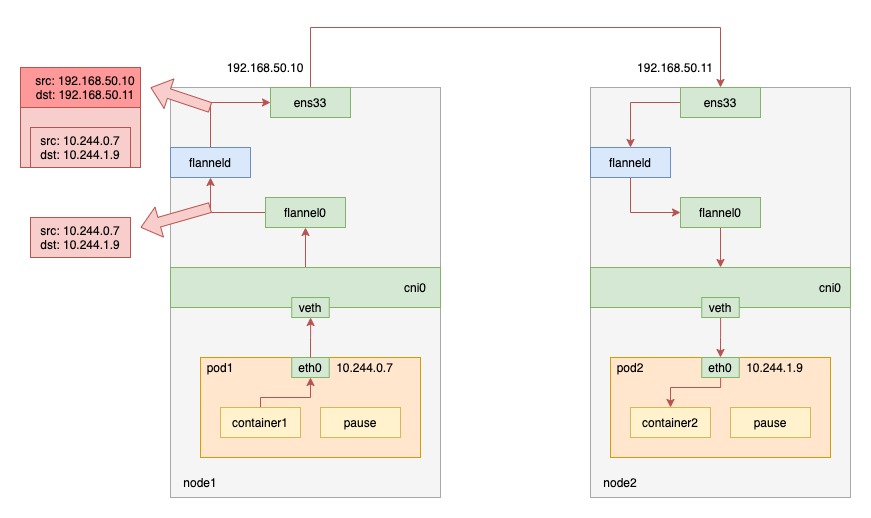 192.168.50.10
192.168.50.11
src: 192.168.50.10
dst: 192.168.50.11
ens33
ens33
src: 10.244.0.7
dst: 10.244.1.9
flanneld
flanneld
src: 10.244.0.7
dst: 10.244.1.9
flannel0
flannel0
cni0
cni0
veth
veth
pod1
eth0
10.244.0.7
pod2
eth0
10.244.1.9
container1
pause
container2
pause
node1
node2